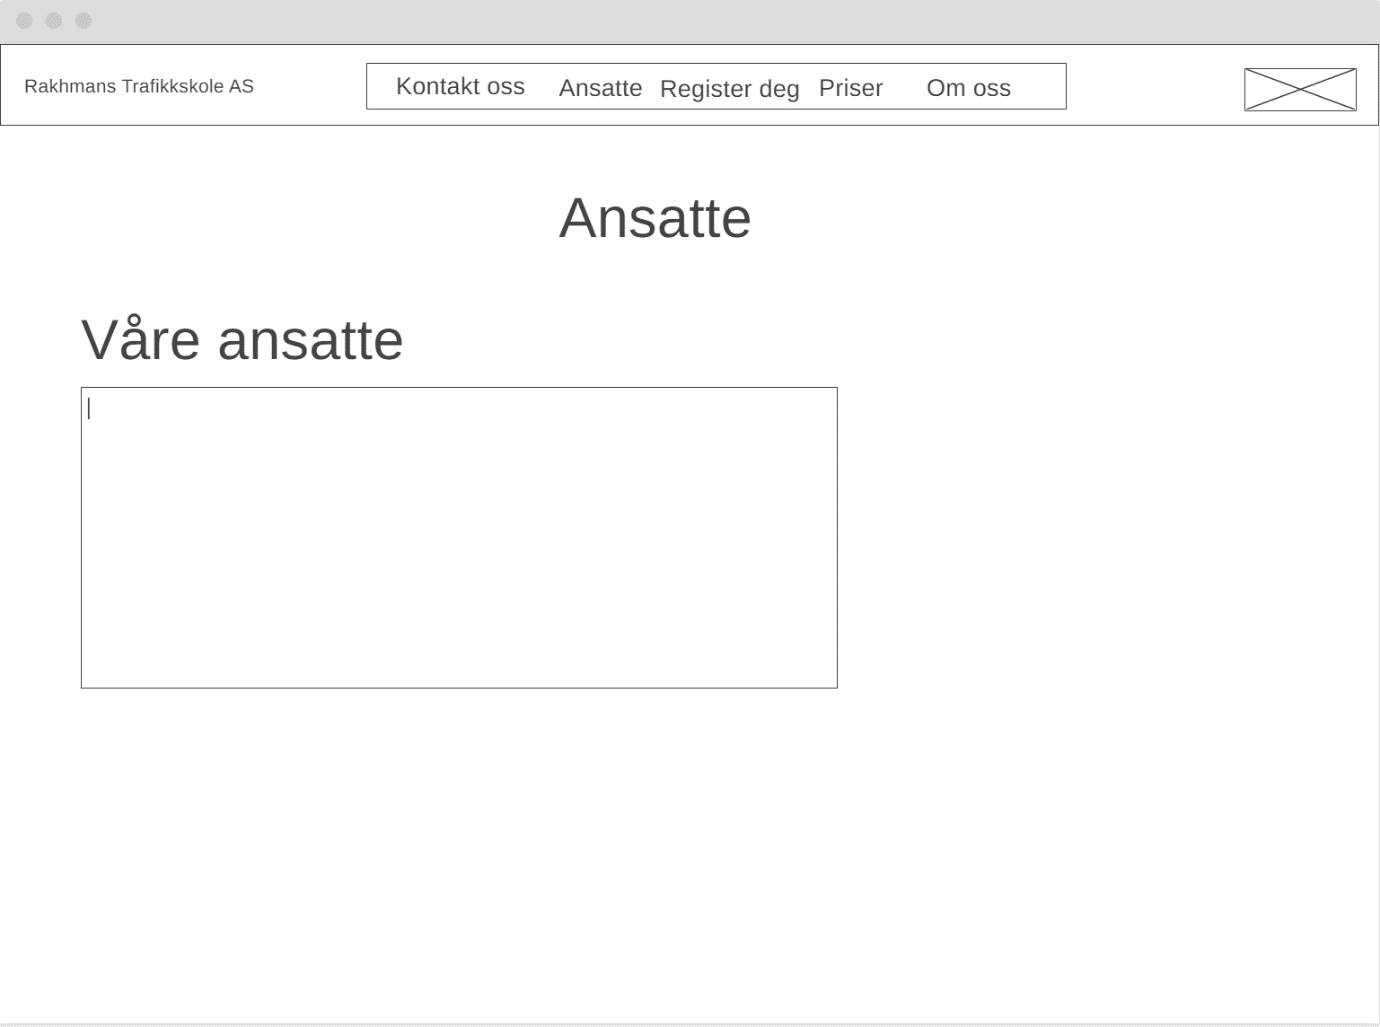 Rakhmans Trafikkskole AS
Kontakt oss Ansatte Register deg Priser Om oss
Ansatte
Våre ansatte